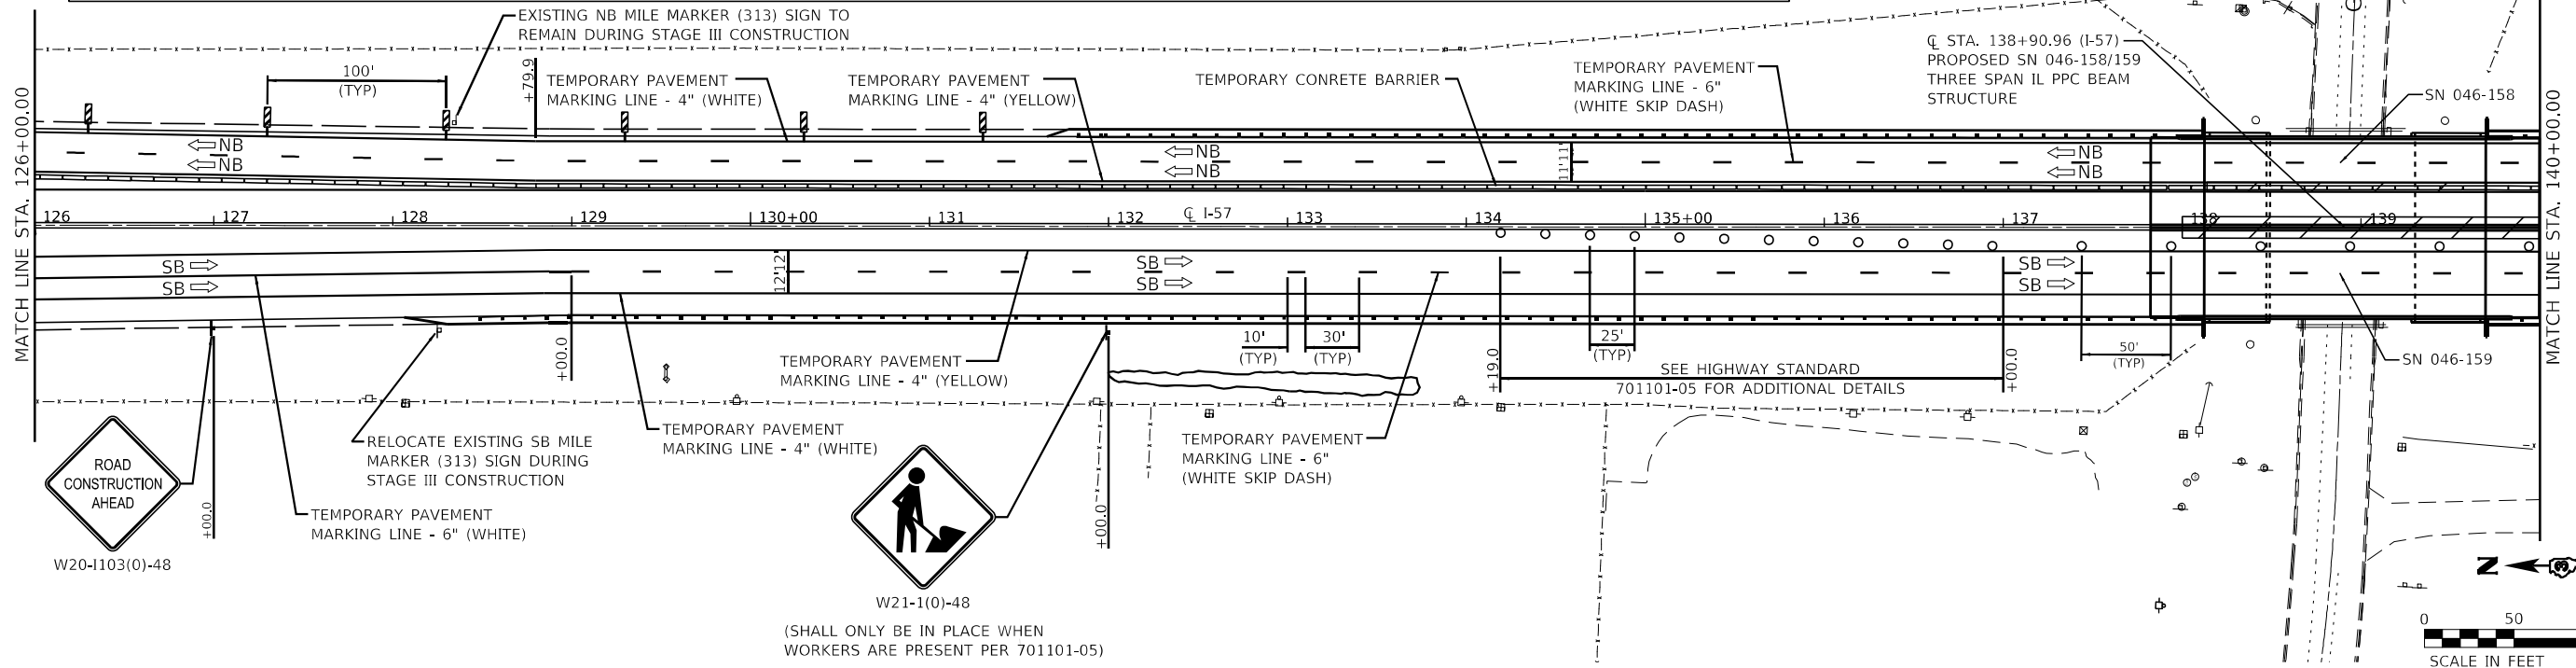 EXISTING NB MILE MARKER (313) SIGN TO
REMAIN DURING STAGE III CONSTRUCTION
100'
(TYP)
+79.9
TEMPORARY PAVEMENT
MARKING LINE - 4" (WHITE)
TEMPORARY PAVEMENT
MARKING LINE - 4" (YELLOW)
TEMPORARY CONRETE BARRIER
TEMPORARY PAVEMENT
MARKING LINE - 6"
(WHITE SKIP DASH)
℄ STA. 138+90.96 (I-57)
PROPOSED SN 046-158/159
THREE SPAN IL PPC BEAM
STRUCTURE
SN 046-158
MATCH LINE STA. 126+00.00
MATCH LINE STA. 140+00.00
NB
NB
NB
NB
11'
11'
NB
NB
126
127
128
129
130+00
131
132
℄ I-57
133
134
135+00
136
137
138
139
SB
SB
12'
12'
SB
SB
SB
SB
10'
(TYP)
30'
(TYP)
25'
(TYP)
50'
(TYP)
+00.0
+19.0
+00.0
SEE HIGHWAY STANDARD
701101-05 FOR ADDITIONAL DETAILS
SN 046-159
TEMPORARY PAVEMENT
MARKING LINE - 4" (YELLOW)
TEMPORARY PAVEMENT
MARKING LINE - 4" (WHITE)
TEMPORARY PAVEMENT
MARKING LINE - 6"
(WHITE SKIP DASH)
RELOCATE EXISTING SB MILE
MARKER (313) SIGN DURING
STAGE III CONSTRUCTION
ROAD
CONSTRUCTION
AHEAD
W20-I103(0)-48
+00.0
TEMPORARY PAVEMENT
MARKING LINE - 6" (WHITE)
+00.0
W21-1(0)-48
(SHALL ONLY BE IN PLACE WHEN
WORKERS ARE PRESENT PER 701101-05)
N
3
0
50
SCALE IN FEET